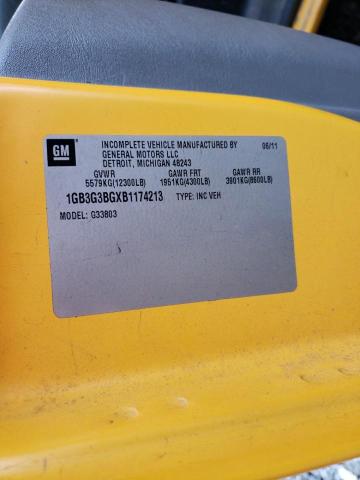 GM
INCOMPLETE VEHICLE MANUFACTURED BY 06/11
GENERAL MOTORS LLC
DETROIT, MICHIGAN 48243
GVWR GAWR FRT GAWR RR
5579KG(12300LB) 1951KG(4300LB) 3901KG(8600LB)
1GB3G3BGXB1174213 TYPE: INC VEH
MODEL: G33803